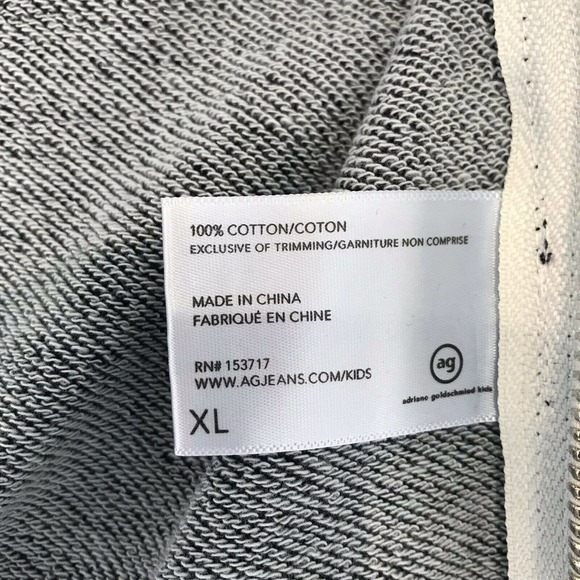 100% COTTON/COTON
EXCLUSIVE OF TRIMMING/GARNITURE NON COMPRISE
MADE IN CHINA
FABRIQUÉ EN CHINE
RN# 153717
WWW.AGJEANS.COM/KIDS
XL
ag
adriano goldschmied kids